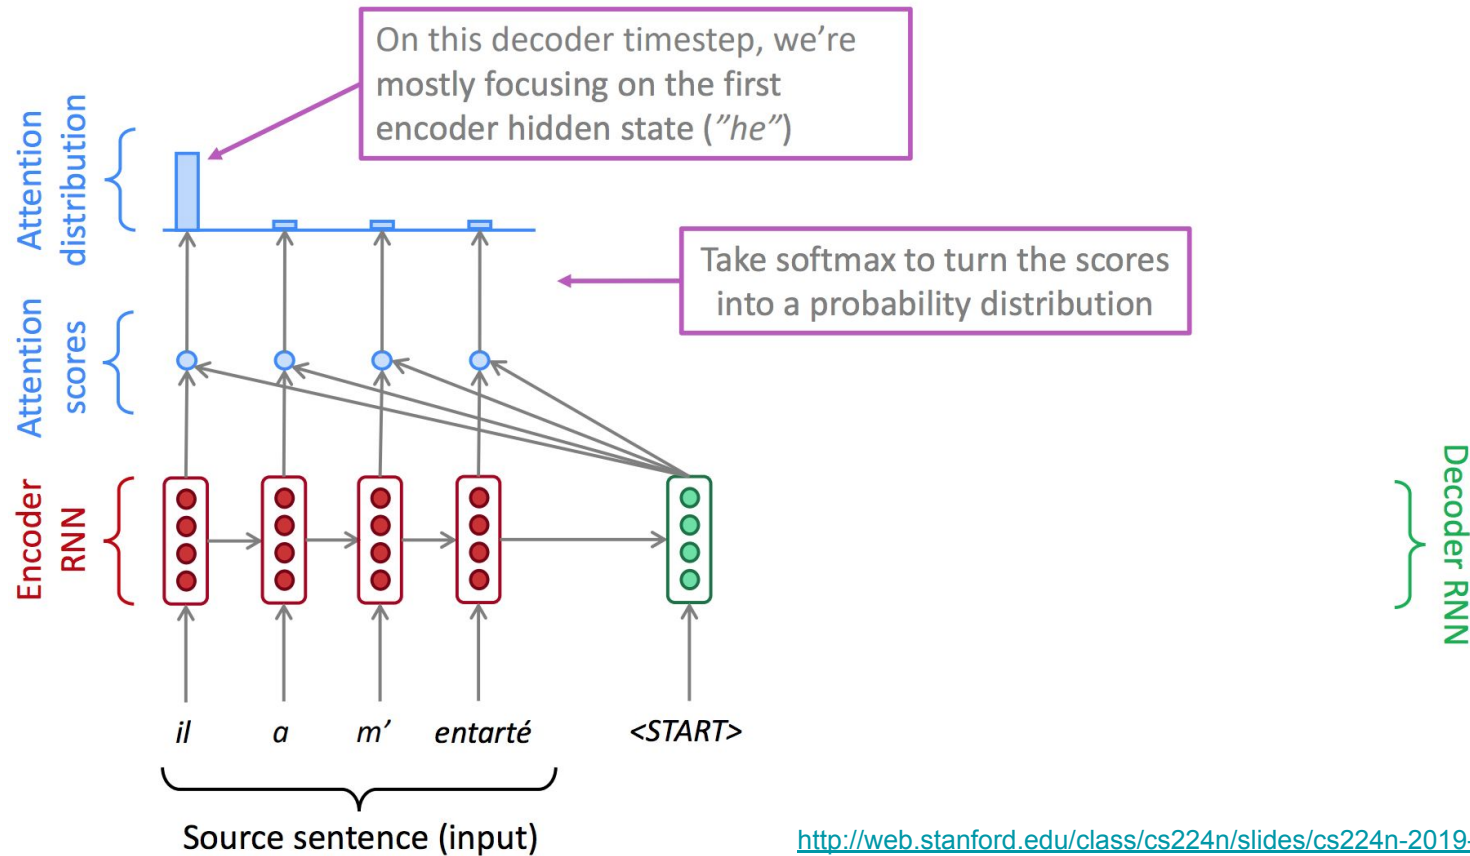 On this decoder timestep, we’re
mostly focusing on the first
encoder hidden state (”he”)
Attention
distribution
Take softmax to turn the scores
into a probability distribution
Attention
scores
Encoder
RNN
Decoder RNN
il a m’ entarté <START>
Source sentence (input)
http://web.stanford.edu/class/cs224n/slides/cs224n-2019-